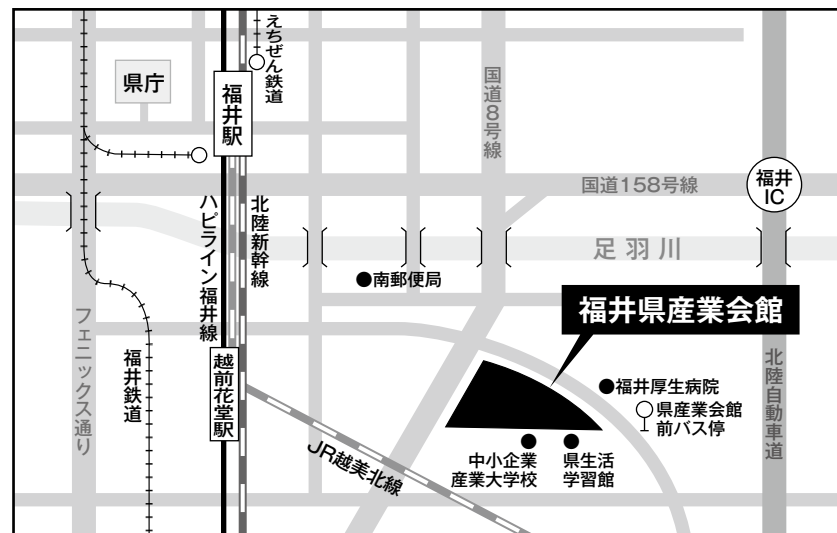 えちぜん鉄道
県庁
福井駅
国道8号線
国道158号線
福井
IC
ハピライン福井線
北陸新幹線
足羽川
南郵便局
福井県産業会館
フェニックス通り
福井鉄道
越前花堂駅
北陸自動車道
福井厚生病院
県産業会館
前バス停
JR越美北線
中小企業
産業大学校
県生活
学習館